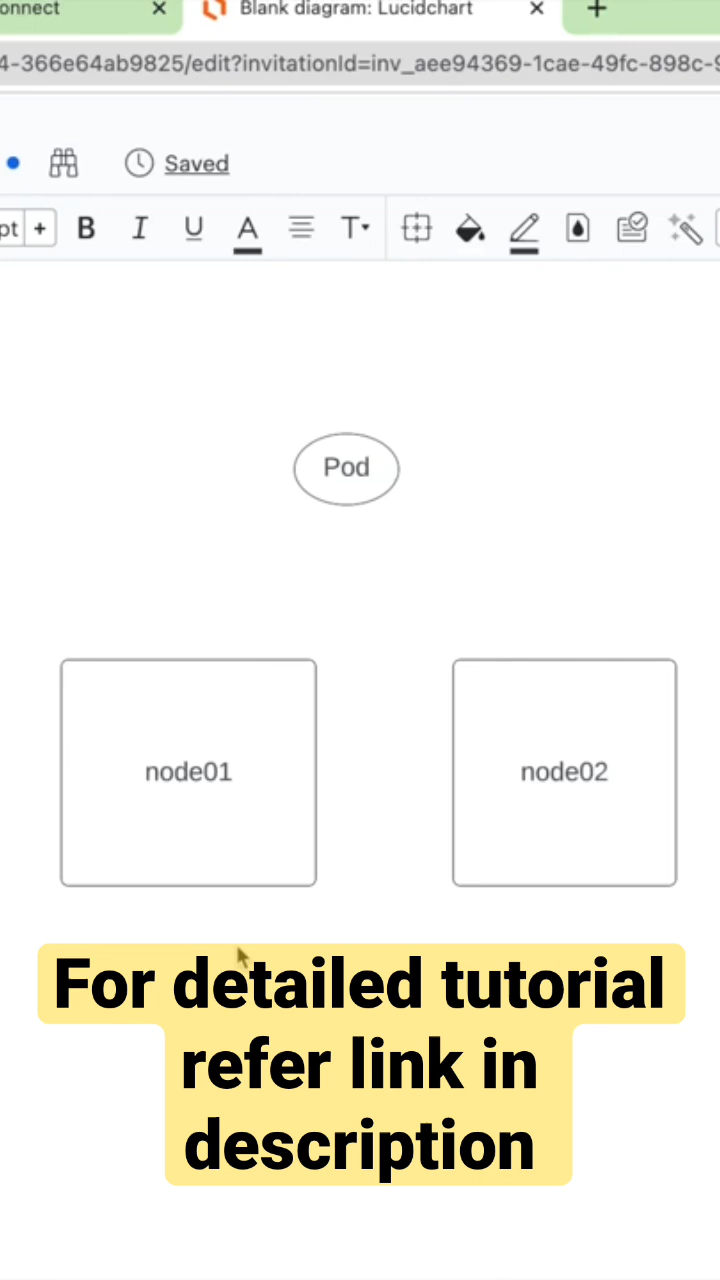 onnect
Blank diagram: Lucidchart
4-366e64ab9825/edit?invitationId=inv_aee94369-1cae-49fc-898c-9
Saved
pt + B I U A T
Pod
node01
node02
For detailed tutorial
refer link in
description